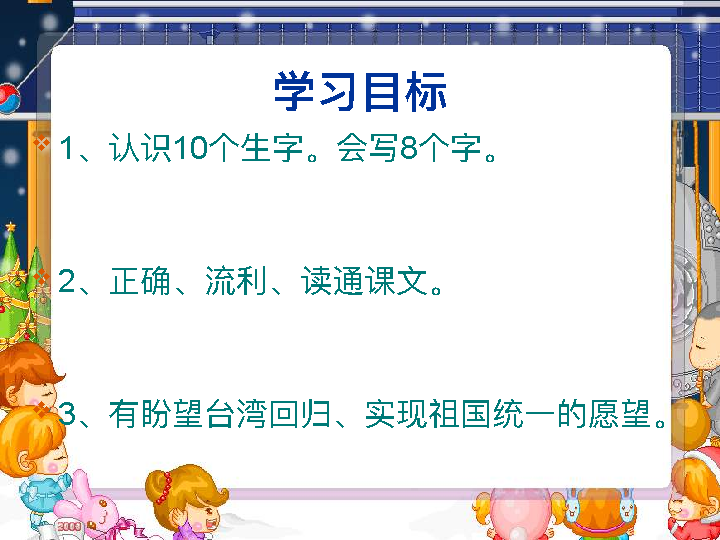 学习目标
1、认识10个生字。会写8个字。
2、正确、流利、读通课文。
3、有盼望台湾回归、实现祖国统一的愿望。
2008